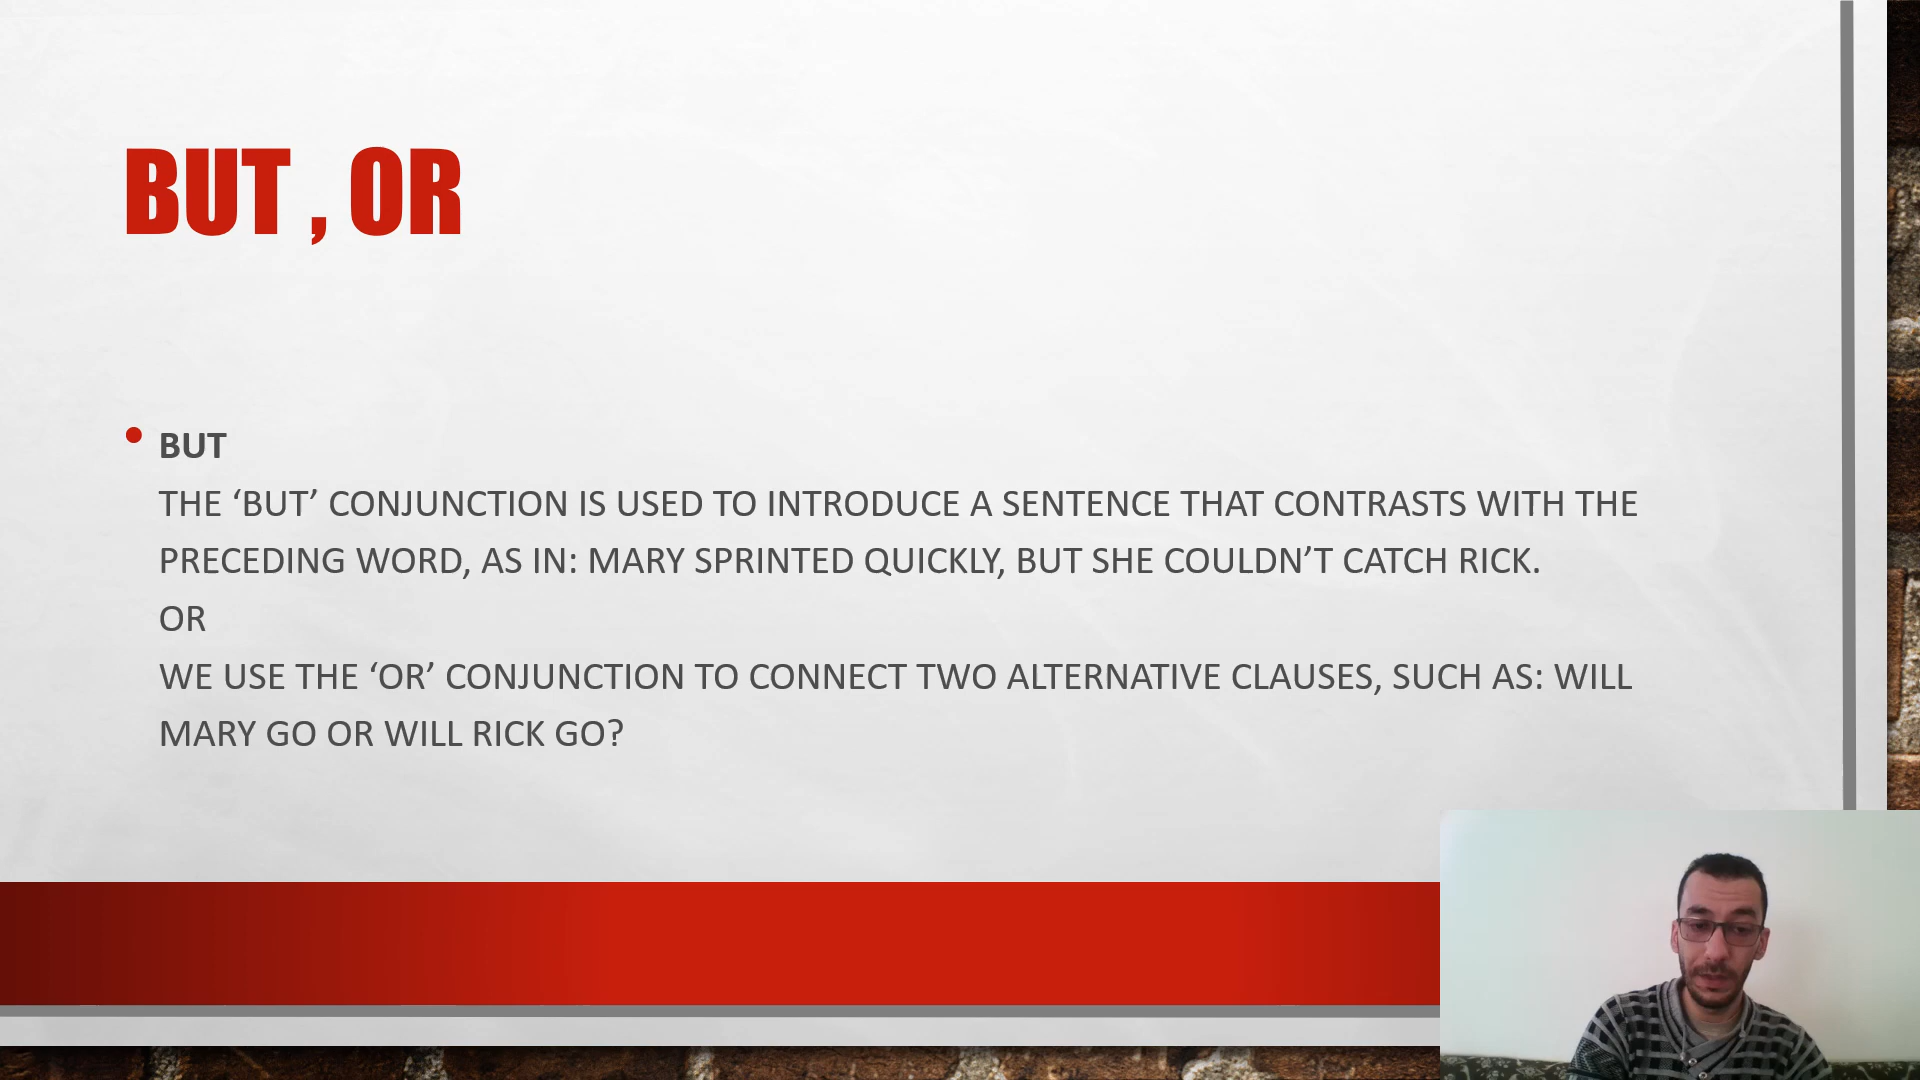 BUT , OR
BUT
THE ‘BUT’ CONJUNCTION IS USED TO INTRODUCE A SENTENCE THAT CONTRASTS WITH THE
PRECEDING WORD, AS IN: MARY SPRINTED QUICKLY, BUT SHE COULDN’T CATCH RICK.
OR
WE USE THE ‘OR’ CONJUNCTION TO CONNECT TWO ALTERNATIVE CLAUSES, SUCH AS: WILL
MARY GO OR WILL RICK GO?